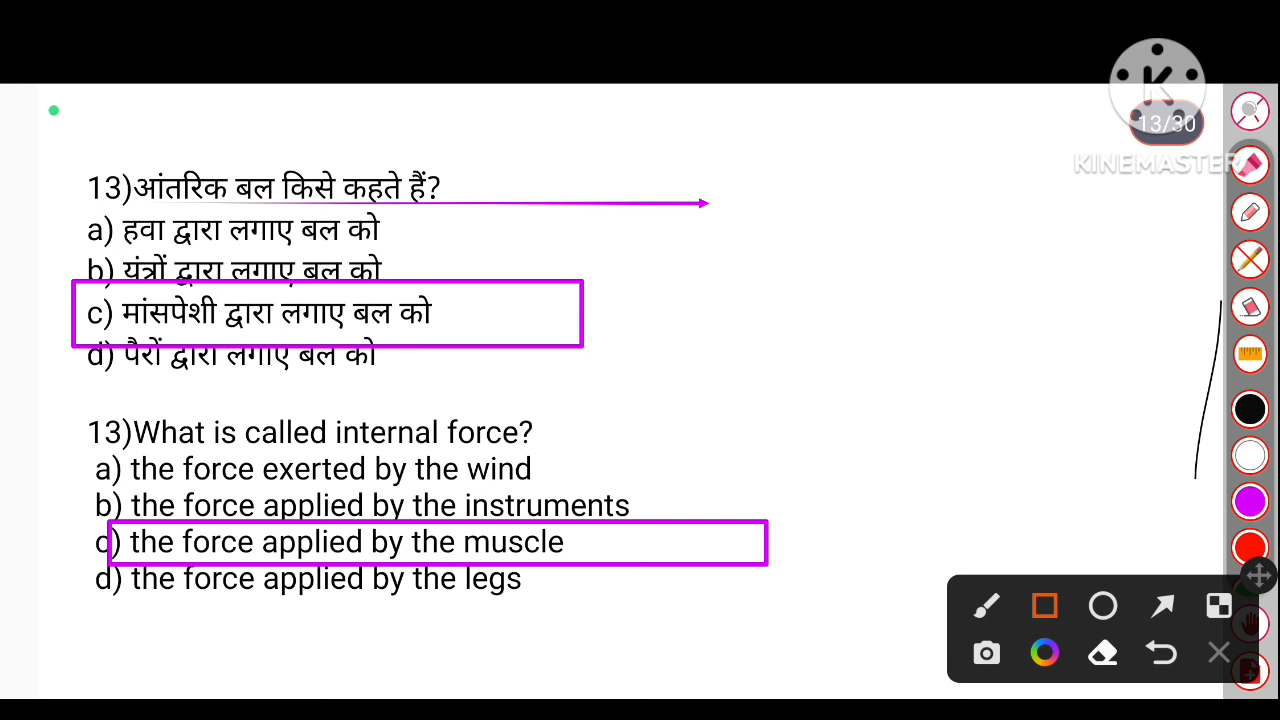 13/30
KINEMASTER
13)आंतरिक बल किसे कहते हैं?
a) हवा द्वारा लगाए बल को
b) यंत्रों द्वारा लगाए बल को
c) मांसपेशी द्वारा लगाए बल को
d) पैरों द्वारा लगाए बल को
13)What is called internal force?
a) the force exerted by the wind
b) the force applied by the instruments
c) the force applied by the muscle
d) the force applied by the legs